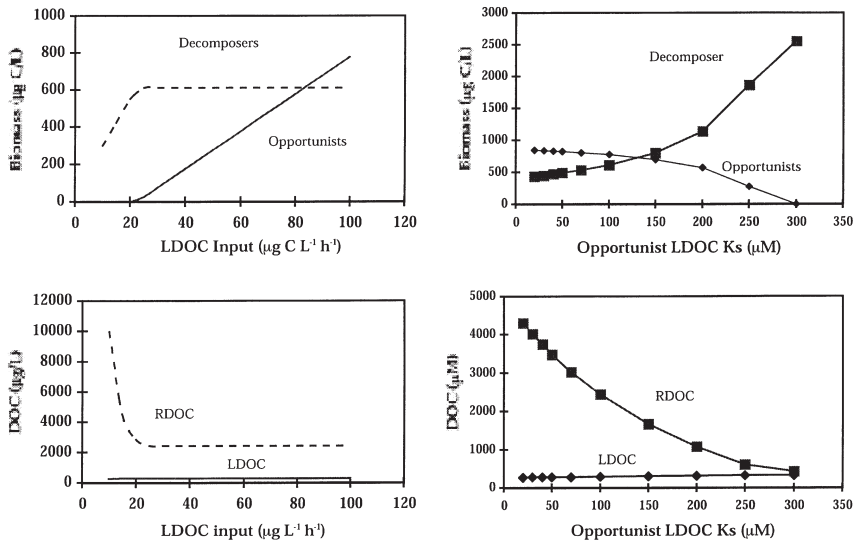 1000
800
600
400
200
0
Biomass (µg C/L)
Decomposers
Opportunists
0 20 40 60 80 100 120
LDOC Input (µg C L⁻¹ h⁻¹)
3000
2500
2000
1500
1000
500
0
Biomass (µg C/L)
Decomposer
Opportunists
0 50 100 150 200 250 300 350
Opportunist LDOC Ks (µM)
12000
10000
8000
6000
4000
2000
0
DOC (µg/L)
RDOC
LDOC
0 20 40 60 80 100 120
LDOC input (µg L⁻¹ h⁻¹)
5000
4000
3000
2000
1000
0
DOC (µM)
RDOC
LDOC
0 50 100 150 200 250 300 350
Opportunist LDOC Ks (µM)